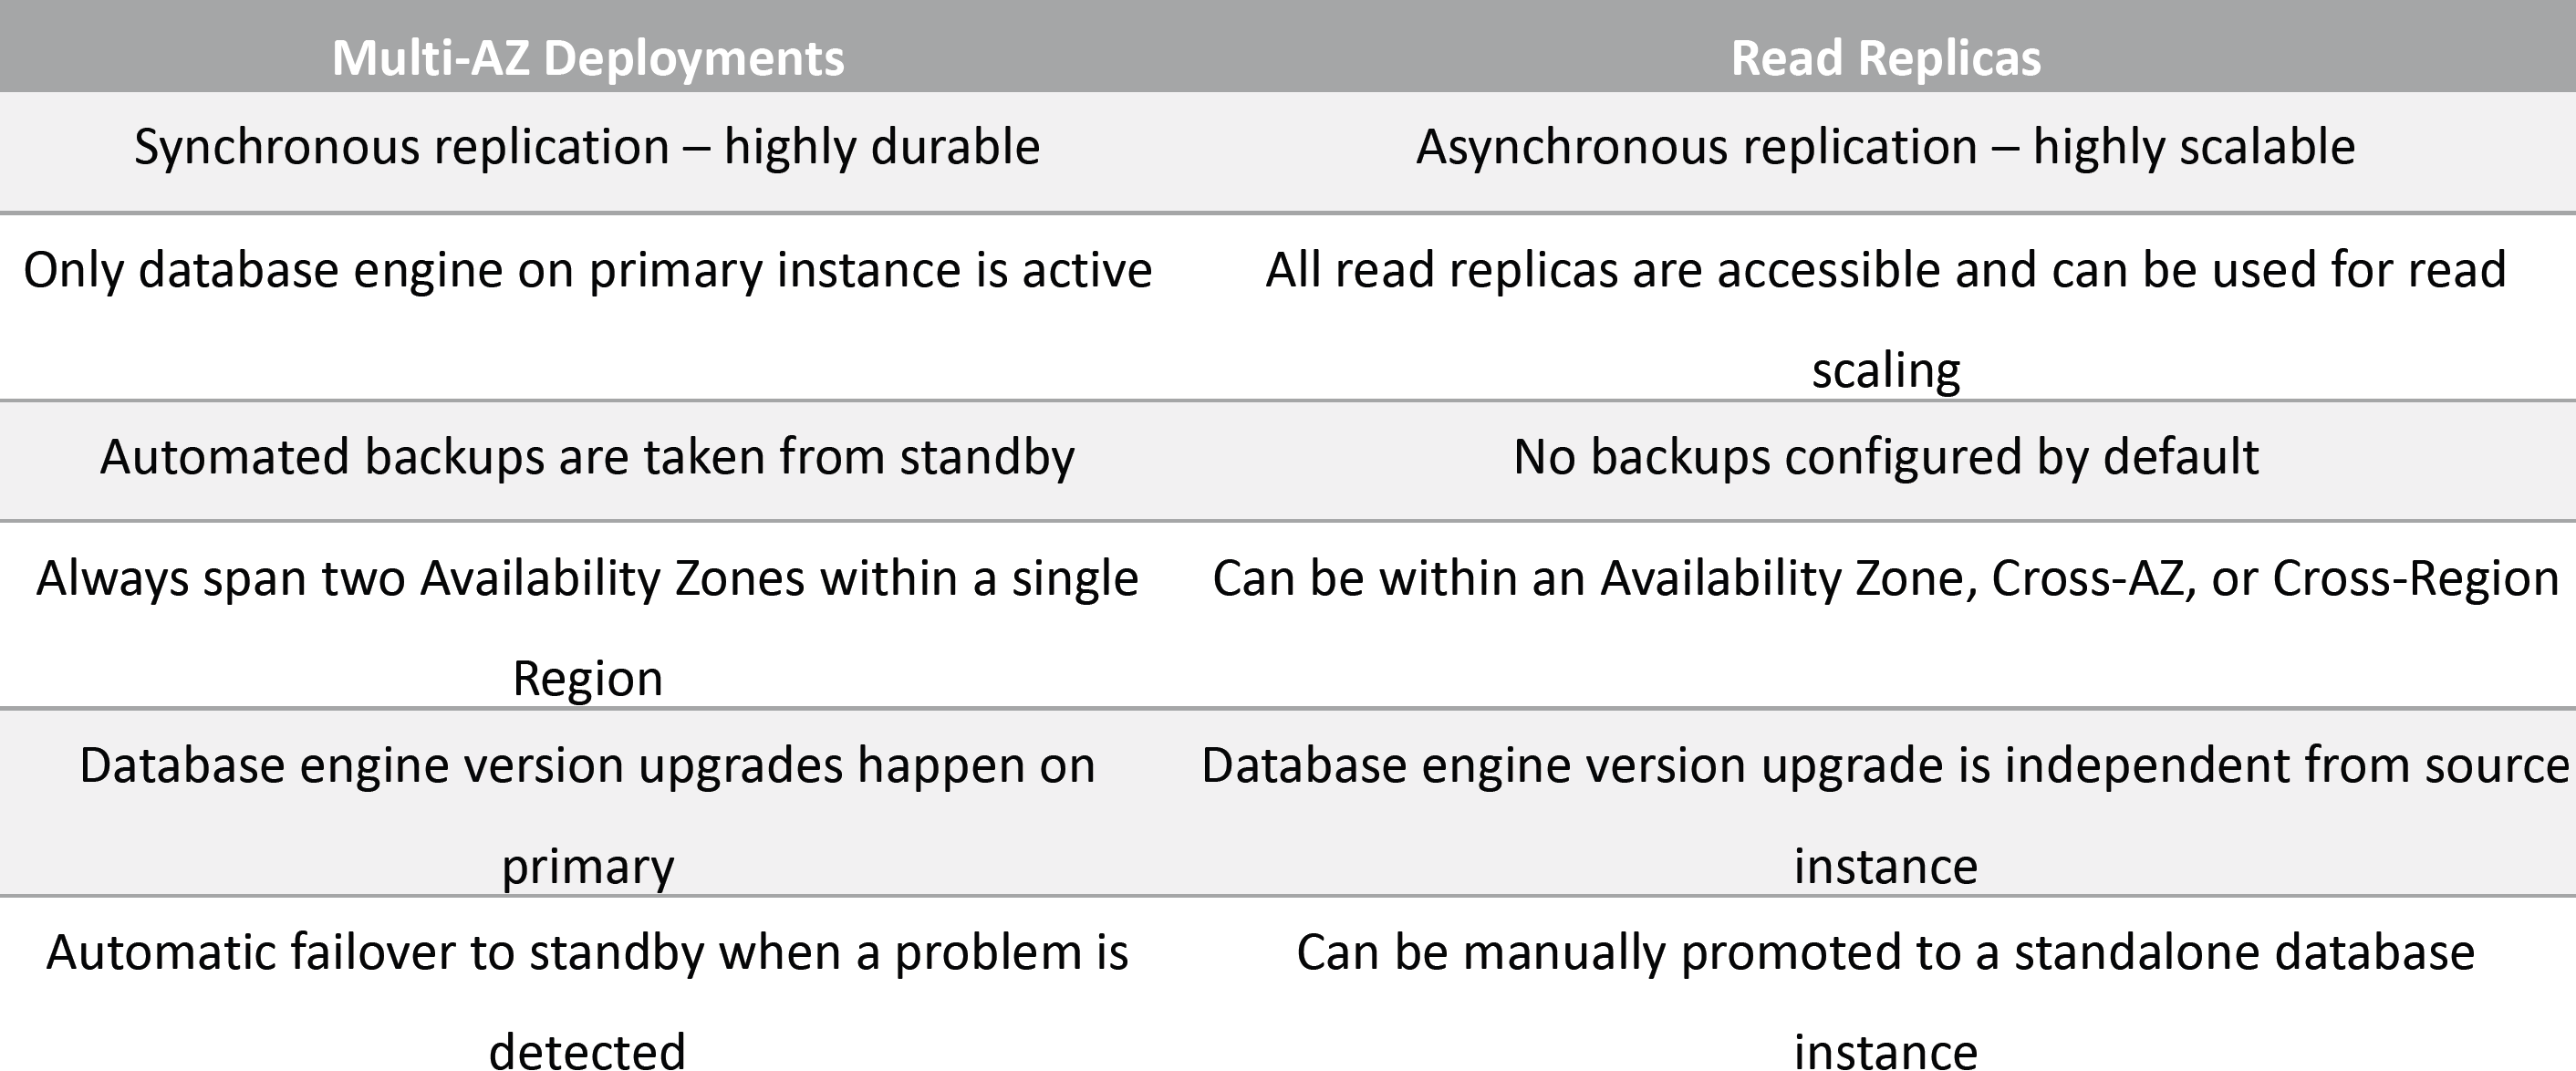 Multi-AZ Deployments
Read Replicas
Synchronous replication – highly durable
Asynchronous replication – highly scalable
Only database engine on primary instance is active
All read replicas are accessible and can be used for read
scaling
Automated backups are taken from standby
No backups configured by default
Always span two Availability Zones within a single
Region
Can be within an Availability Zone, Cross-AZ, or Cross-Region
Database engine version upgrades happen on
primary
Database engine version upgrade is independent from source
instance
Automatic failover to standby when a problem is
detected
Can be manually promoted to a standalone database
instance